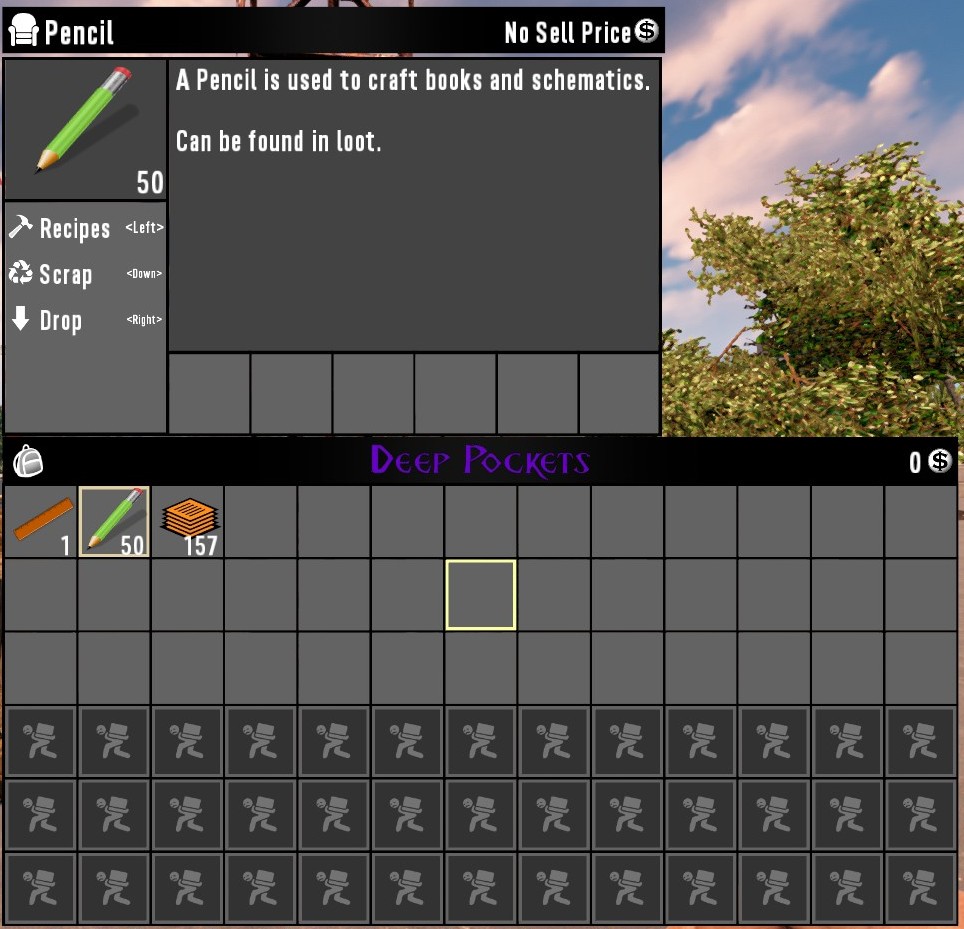 Pencil
No Sell Price
A Pencil is used to craft books and schematics.
Can be found in loot.
50
Recipes <Left>
Scrap <Down>
Drop <Right>
Deep Pockets
0
1
50
157